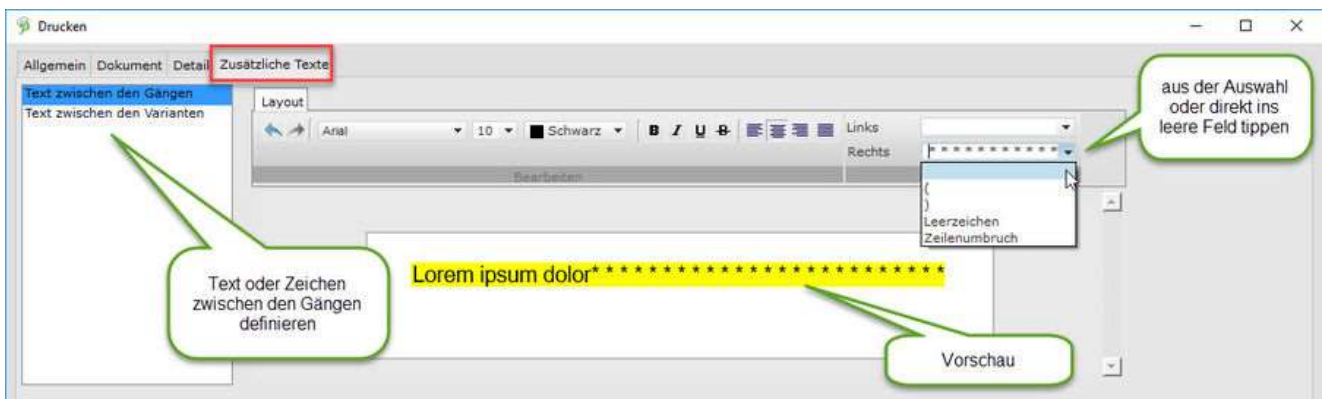 Drucken
Allgemein Dokument Detail Zusätzliche Texte
Text zwischen den Gängen
Text zwischen den Varianten
Layout
Arial 10 Schwarz B I U B Links
Rechts * * * * * * * * * * *
Bearbeiten
(
)
Leerzeichen
Zeilenumbruch
aus der Auswahl
oder direkt ins
leere Feld tippen
Lorem ipsum dolor* * * * * * * * * * * * * * * * * * * * * * * * *
Text oder Zeichen
zwischen den Gängen
definieren
Vorschau